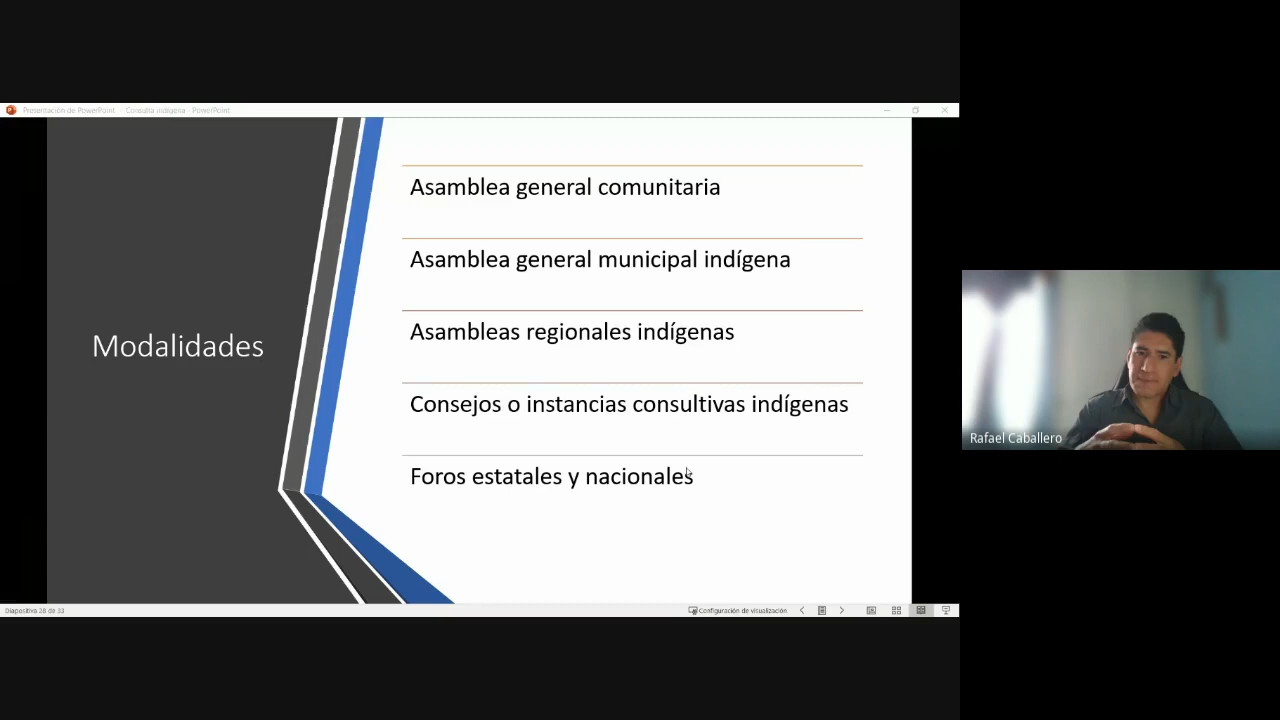 Presentación de PowerPoint - Consulta indígena - PowerPoint
Modalidades
Asamblea general comunitaria
Asamblea general municipal indígena
Asambleas regionales indígenas
Consejos o instancias consultivas indígenas
Foros estatales y nacionales
Rafael Caballero
Diapositiva 28 de 33
Configuración de visualización